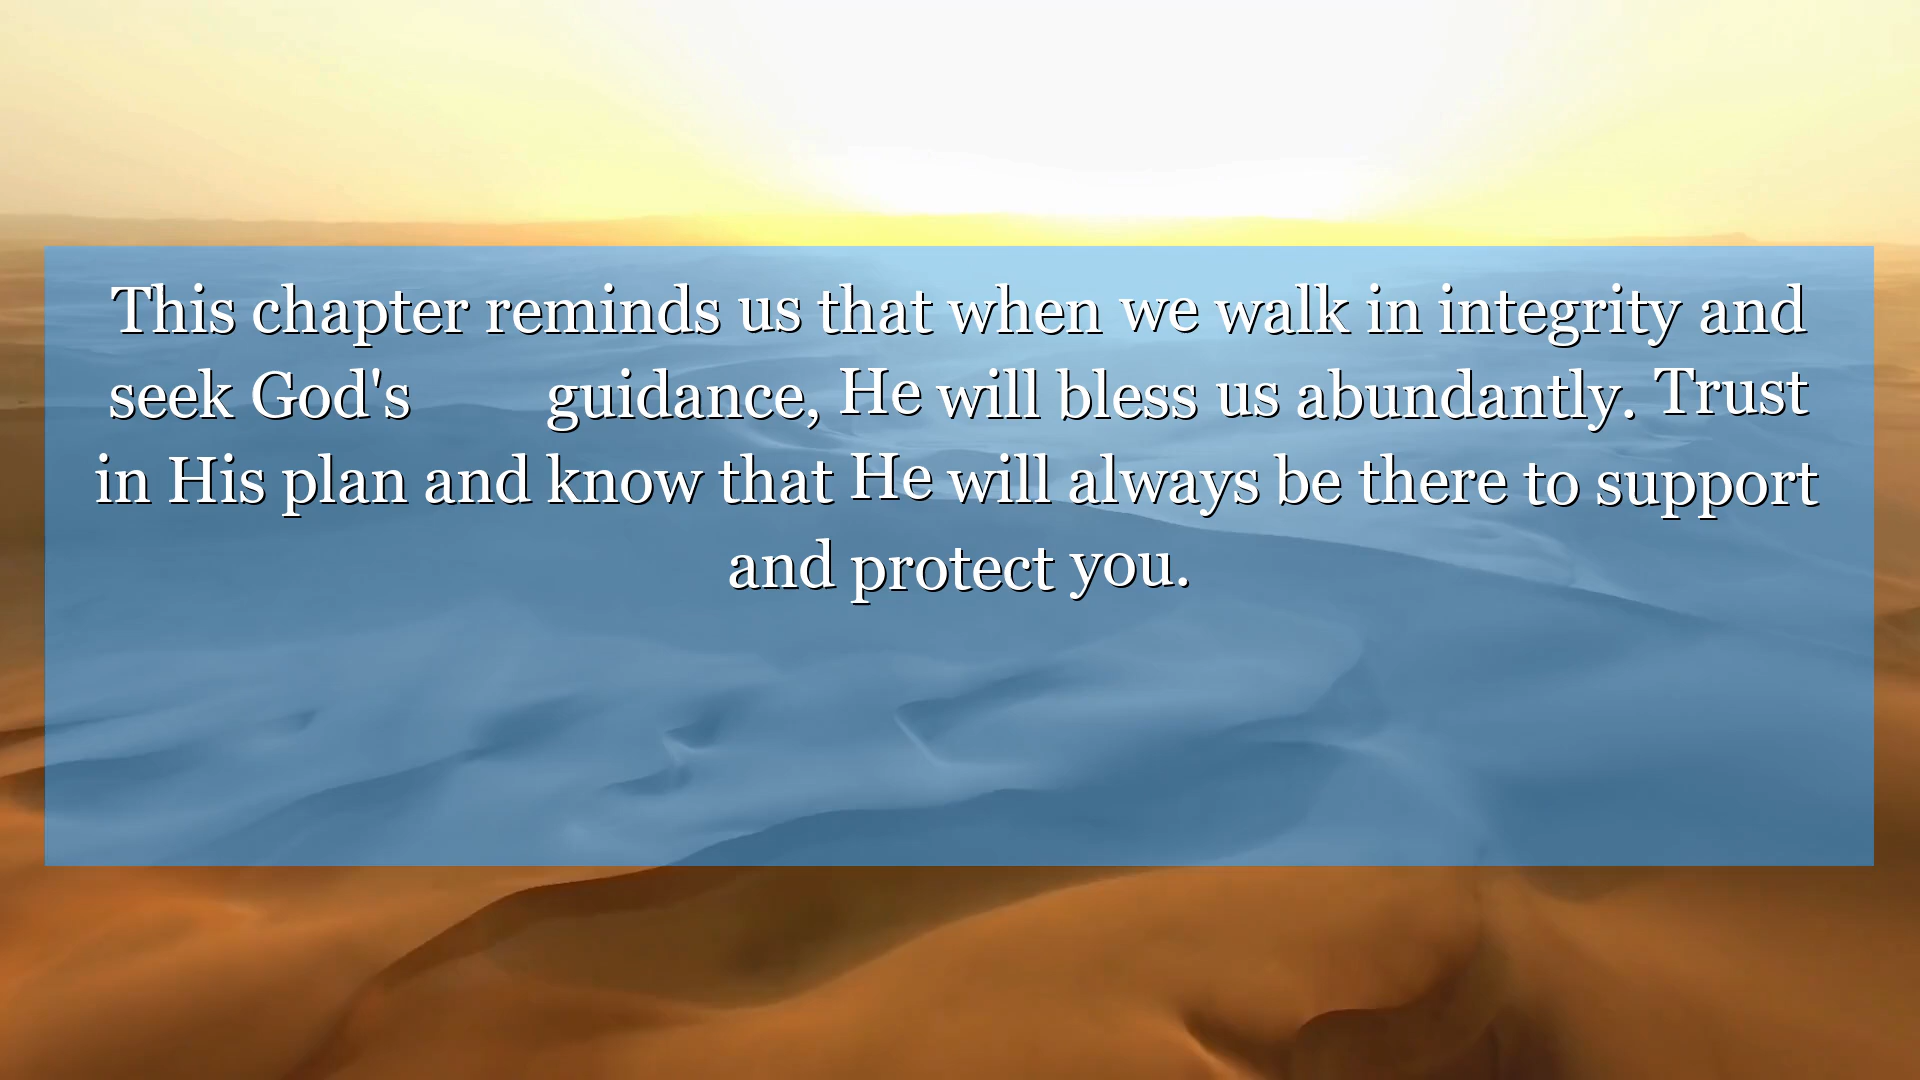 This chapter reminds us that when we walk in integrity and
seek God's guidance, He will bless us abundantly. Trust
in His plan and know that He will always be there to support
and protect you.